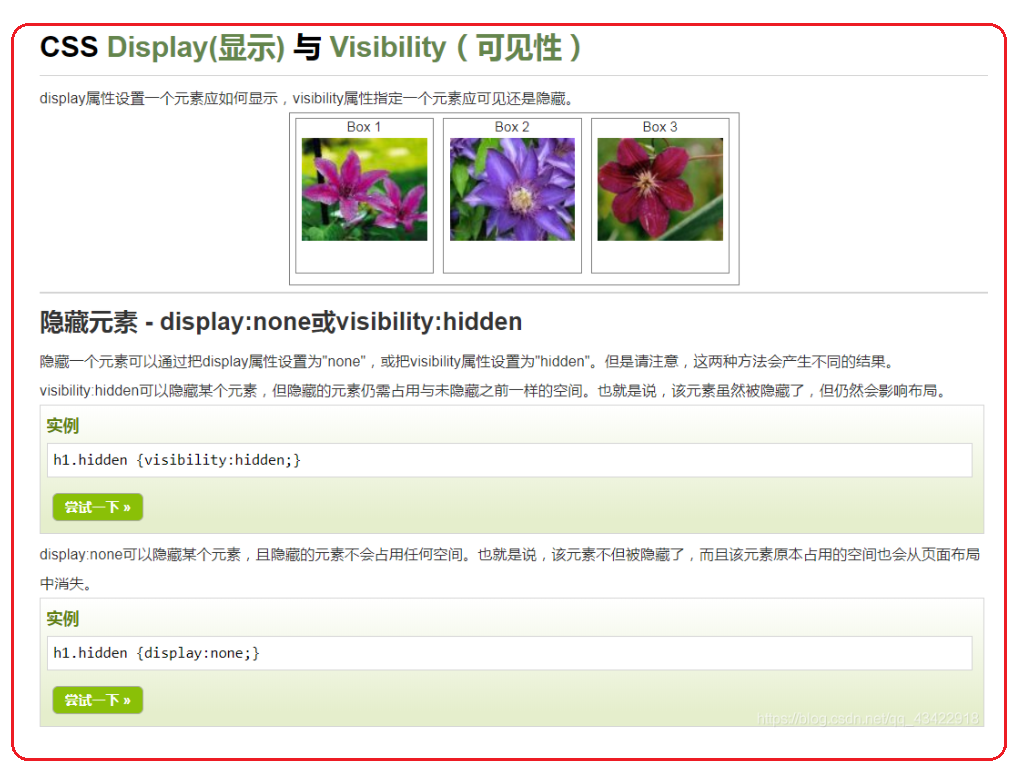 CSS Display(显示) 与 Visibility（可见性）
display属性设置一个元素应如何显示，visibility属性指定一个元素应可见还是隐藏。
Box 1 Box 2 Box 3
隐藏元素 - display:none或visibility:hidden
隐藏一个元素可以通过把display属性设置为"none"，或把visibility属性设置为"hidden"。但是请注意，这两种方法会产生不同的结果。
visibility:hidden可以隐藏某个元素，但隐藏的元素仍需占用与未隐藏之前一样的空间。也就是说，该元素虽然被隐藏了，但仍然会影响布局。
实例
h1.hidden {visibility:hidden;}
尝试一下 »
display:none可以隐藏某个元素，且隐藏的元素不会占用任何空间。也就是说，该元素不但被隐藏了，而且该元素原本占用的空间也会从页面布局
中消失。
实例
h1.hidden {display:none;}
尝试一下 »
https://blog.csdn.net/qq_43422918